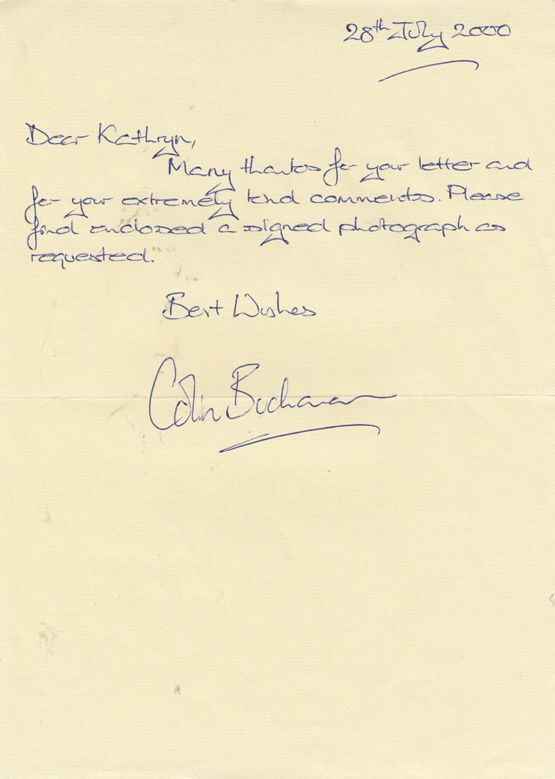 28th July 2000
Dear Kathryn,
Many thanks for your letter and
for your extremely kind comments. Please
find enclosed a signed photograph as
requested.
Best Wishes
Colin Buchanan